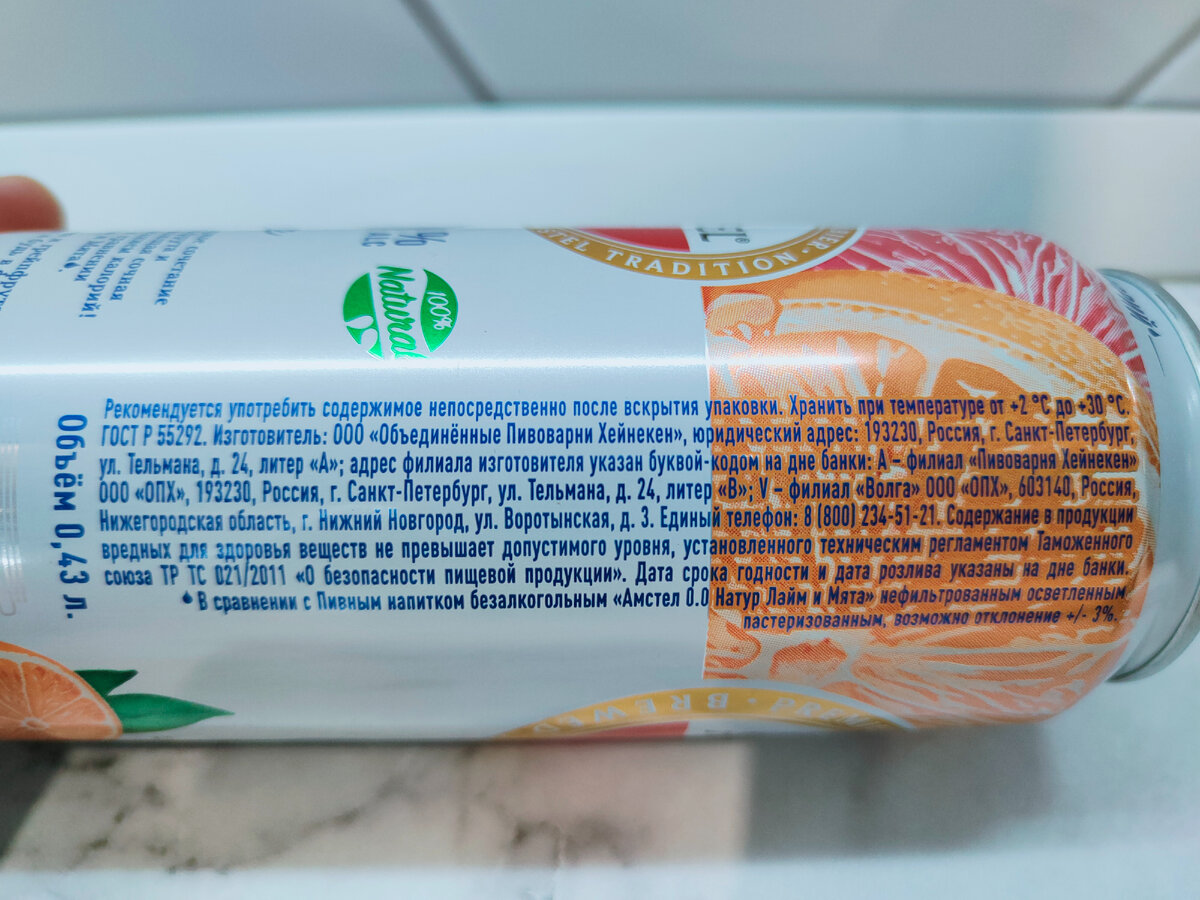 TEL TRADITION
100%
Natural
сочетание
и
сочная
калорий!
Объём 0,43 л.
Рекомендуется употребить содержимое непосредственно после вскрытия упаковки. Хранить при температуре от +2 °C до +30 °C.
ГОСТ Р 55292. Изготовитель: ООО «Объединённые Пивоварни Хейнекен», юридический адрес: 193230, Россия, г. Санкт-Петербург,
ул. Тельмана, д. 24, литер «А»; адрес филиала изготовителя указан буквой-кодом на дне банки: А – филиал «Пивоварня Хейнекен»
ООО «ОПХ», 193230, Россия, г. Санкт-Петербург, ул. Тельмана, д. 24, литер «В»; V – филиал «Волга» ООО «ОПХ», 603140, Россия,
Нижегородская область, г. Нижний Новгород, ул. Воротынская, д. 3. Единый телефон: 8 (800) 234-51-21. Содержание в продукции
вредных для здоровья веществ не превышает допустимого уровня, установленного техническим регламентом Таможенного
союза ТР ТС 021/2011 «О безопасности пищевой продукции». Дата срока годности и дата розлива указаны на дне банки.
В сравнении с Пивным напитком безалкогольным «Амстел 0.0 Натур Лайм и Мята» нефильтрованным осветленным
пастеризованным, возможно отклонение +/- 3%.
BREWED